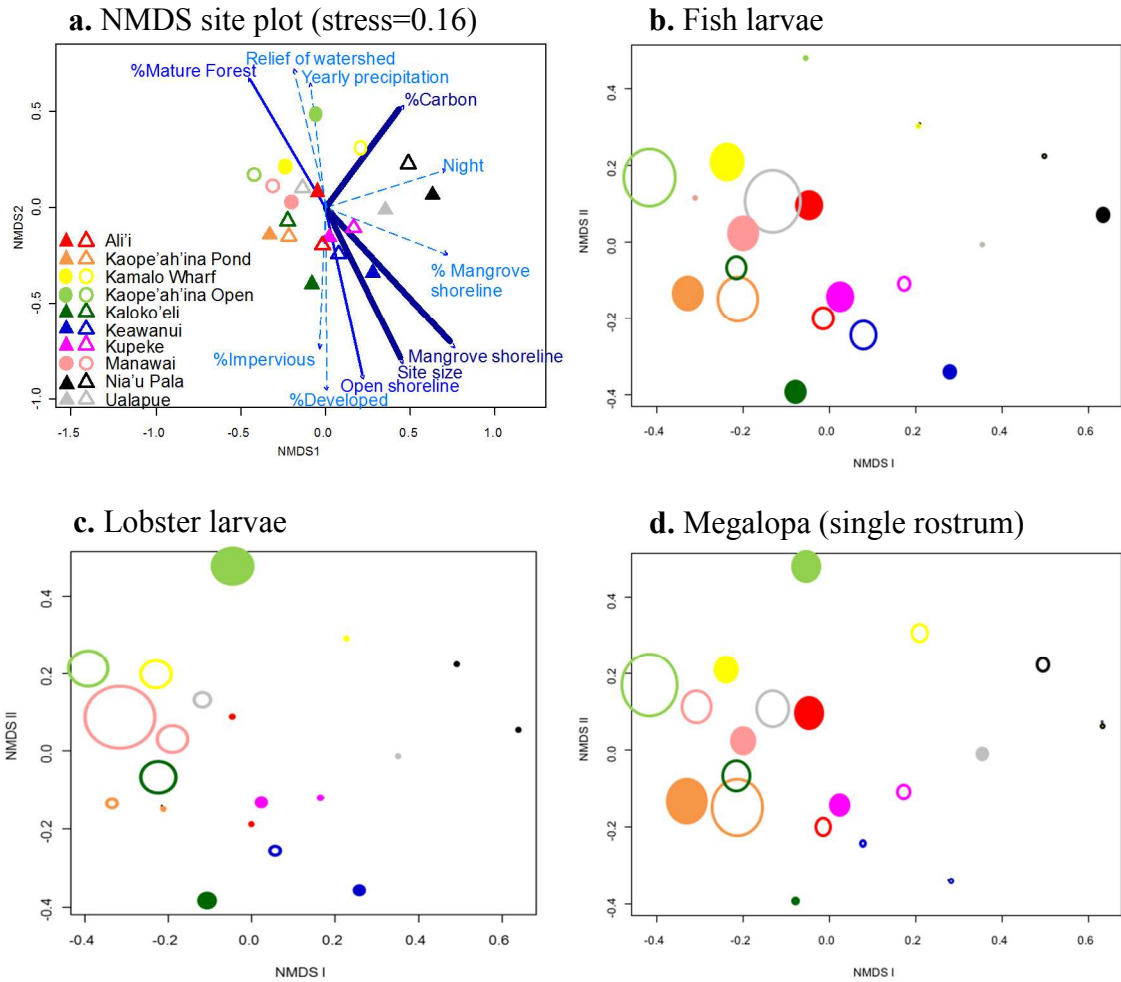 a. NMDS site plot (stress=0.16)
Relief of watershed
%Mature Forest
Yearly precipitation
%Carbon
Night
% Mangrove
shoreline
Mangrove shoreline
Site size
Open shoreline
%Impervious
%Developed
Ali'i
Kaope'ah'ina Pond
Kamalo Wharf
Kaope'ah'ina Open
Kaloko'eli
Keawanui
Kupeke
Manawai
Nia'u Pala
Ualapue
NMDS2
0.5
0.0
-0.5
-1.0
-1.5
-1.0
-0.5
0.0
0.5
1.0
NMDS1
b. Fish larvae
NMDS II
0.4
0.2
0.0
-0.2
-0.4
-0.4
-0.2
0.0
0.2
0.4
0.6
NMDS I
c. Lobster larvae
NMDS II
0.4
0.2
0.0
-0.2
-0.4
-0.4
-0.2
0.0
0.2
0.4
0.6
NMDS I
d. Megalopa (single rostrum)
NMDS II
0.4
0.2
0.0
-0.2
-0.4
-0.4
-0.2
0.0
0.2
0.4
0.6
NMDS I